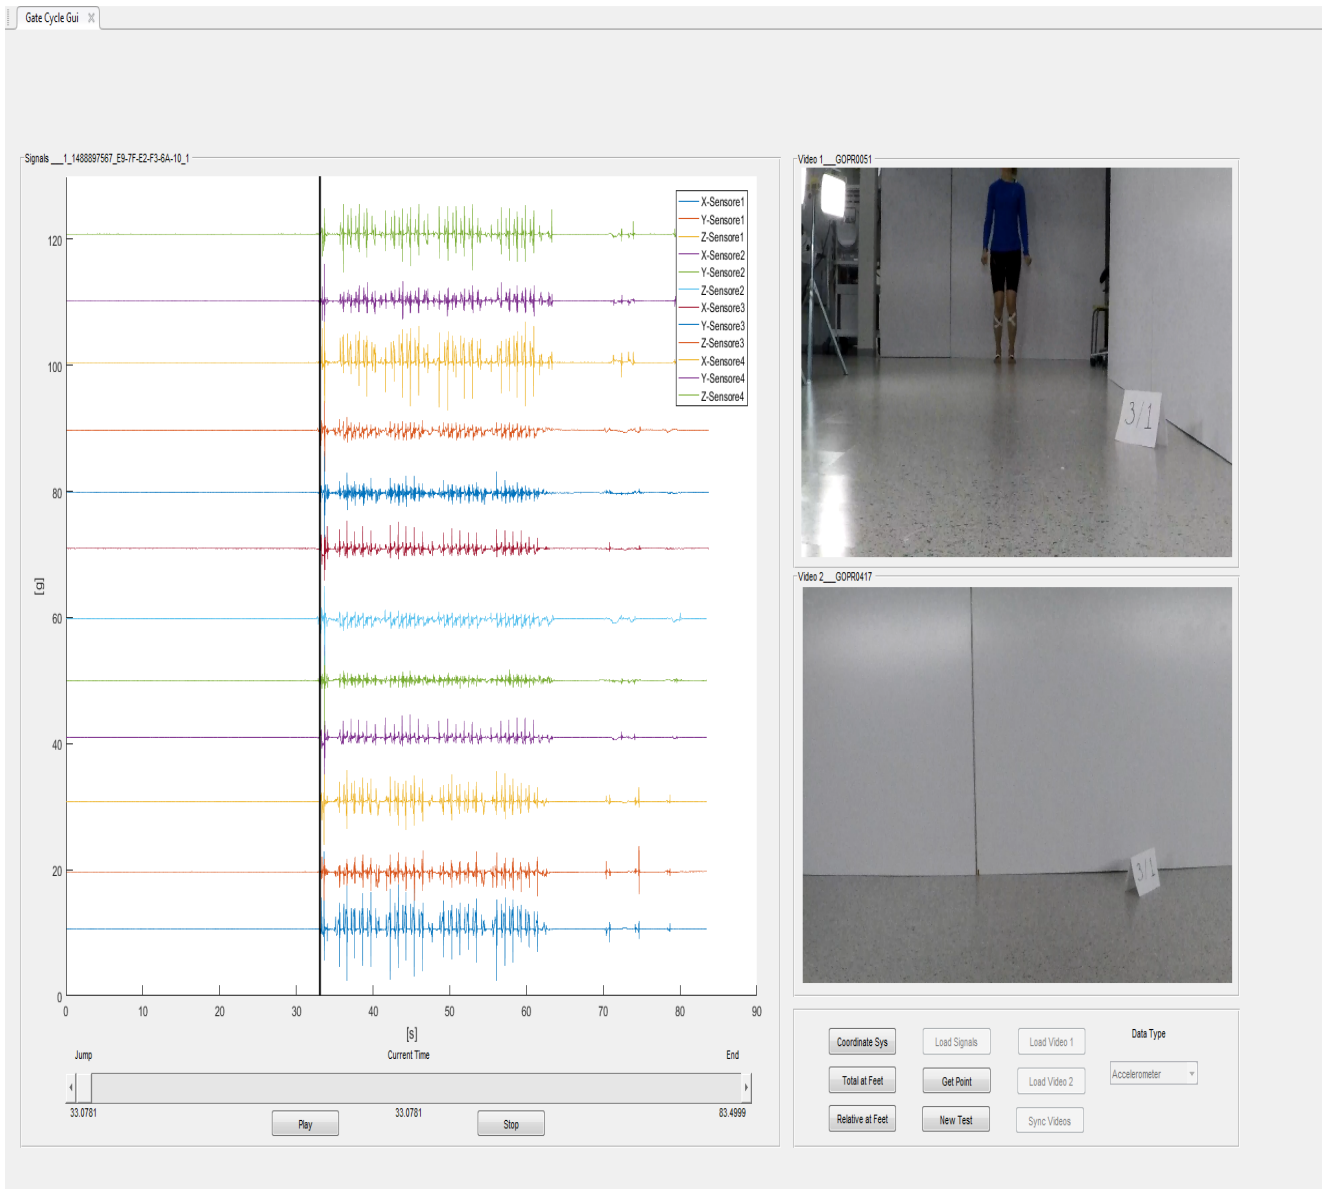 Gate Cycle Gui
Signals ___1_1488897567_E9-7F-E2-F3-6A-10_1
X-Sensore1
Y-Sensore1
Z-Sensore1
X-Sensore2
Y-Sensore2
Z-Sensore2
X-Sensore3
Y-Sensore3
Z-Sensore3
X-Sensore4
Y-Sensore4
Z-Sensore4
120
100
80
60
40
20
0
[g]
0 10 20 30 40 50 60 70 80 90
[s]
Jump Current Time End
33.0781 33.0781 83.4999
Play Stop
Video 1___GOPR0051
3/1
Video 2___GOPR0417
3/1
Coordinate Sys Load Signals Load Video 1 Data Type
Total at Feet Get Point Load Video 2 Accelerometer
Relative at Feet New Test Sync Videos